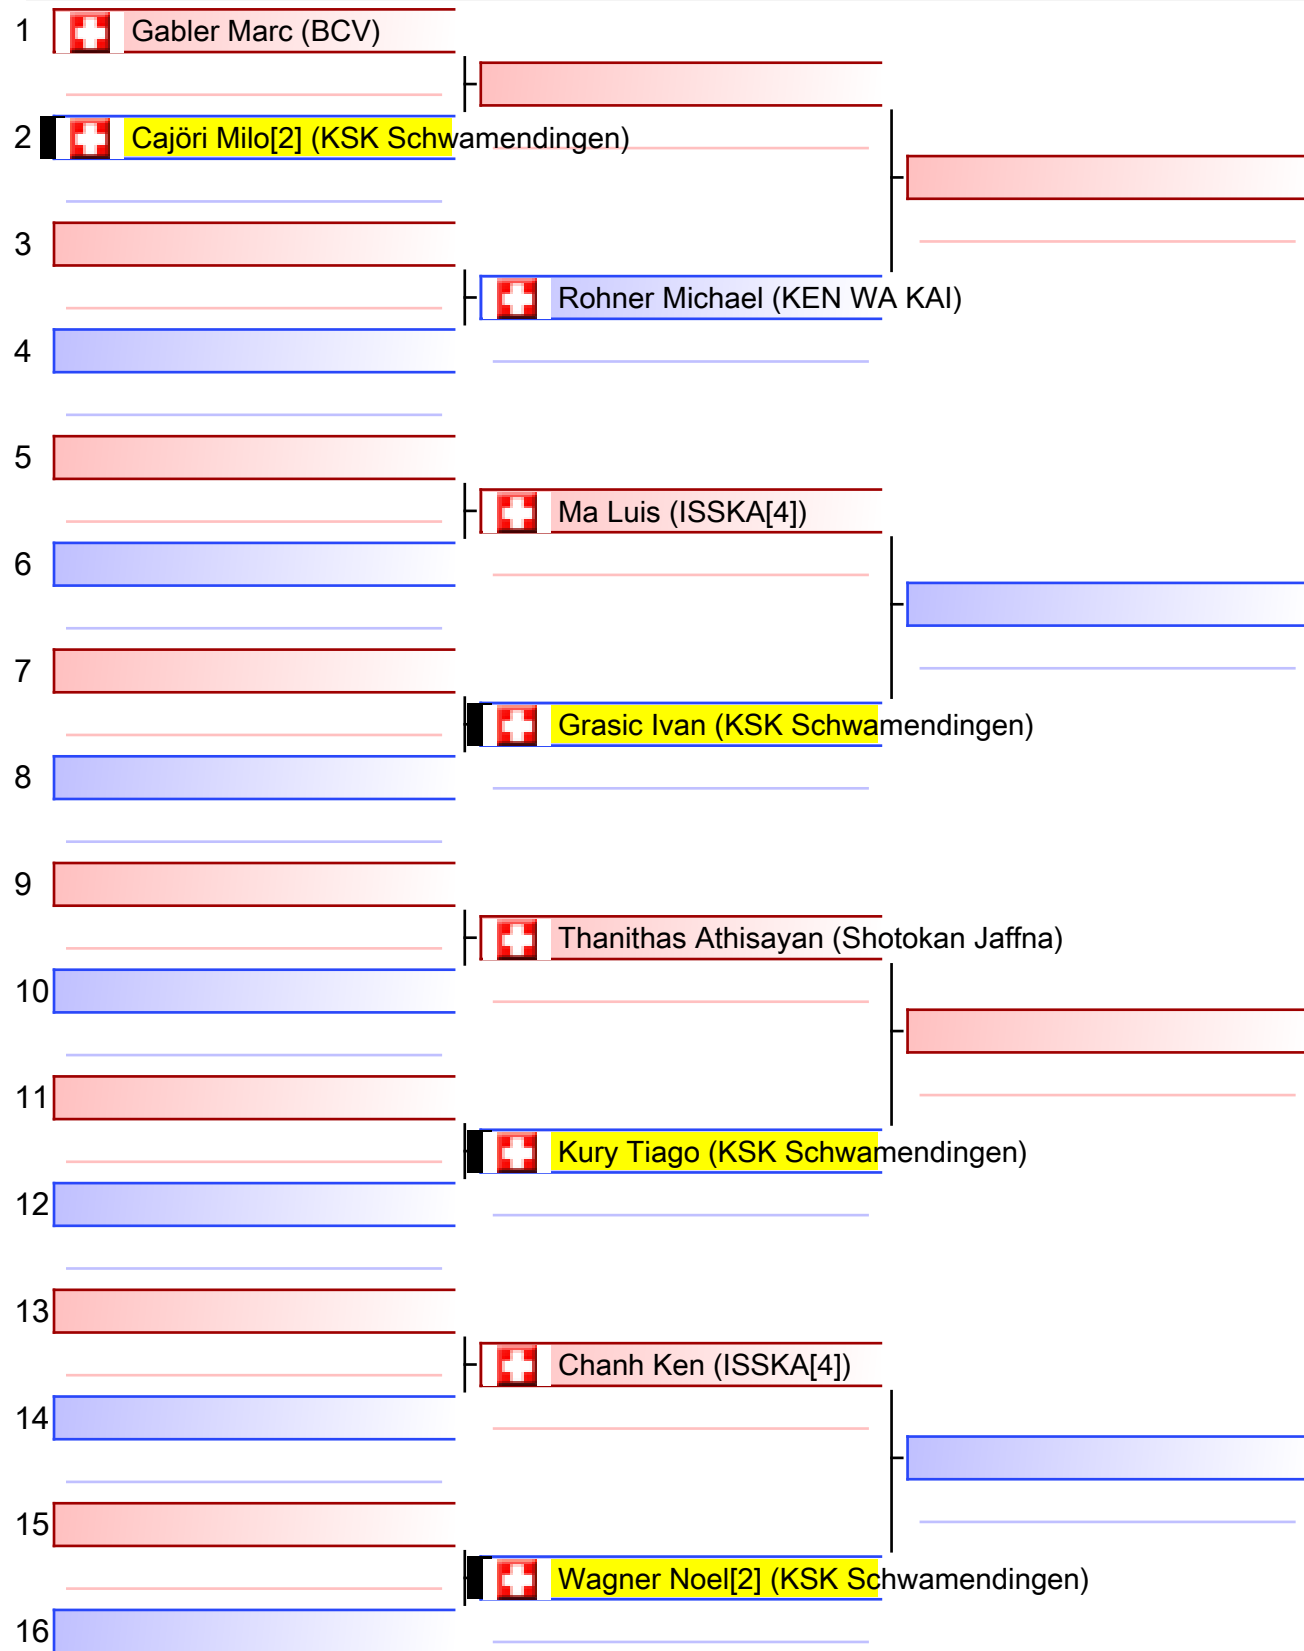 1 Gabler Marc (BCV)
2 Cajöri Milo[2] (KSK Schwamendingen)
3
Rohner Michael (KEN WA KAI)
4
5
Ma Luis (ISSKA[4])
6
7
Grasic Ivan (KSK Schwamendingen)
8
9
Thanithas Athisayan (Shotokan Jaffna)
10
11
Kury Tiago (KSK Schwamendingen)
12
13
Chanh Ken (ISSKA[4])
14
15
Wagner Noel[2] (KSK Schwamendingen)
16